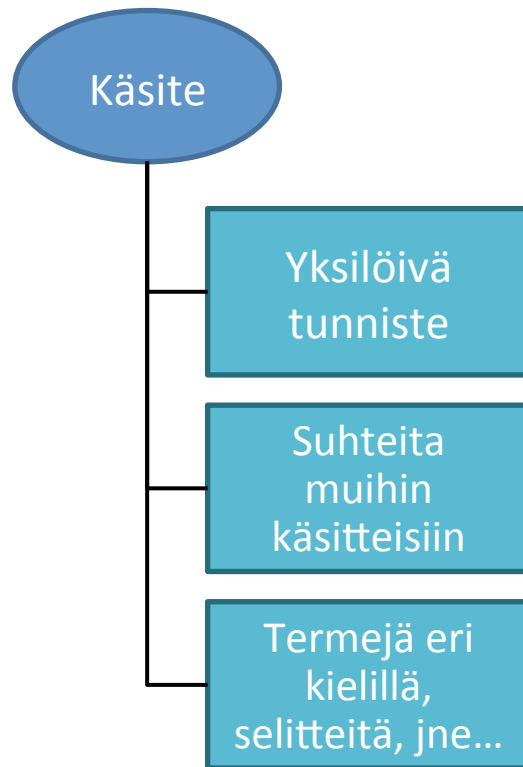 Käsite
Yksilöivä
tunniste
Suhteita
muihin
käsitteisiin
Termejä eri
kielillä,
selitteitä, jne…